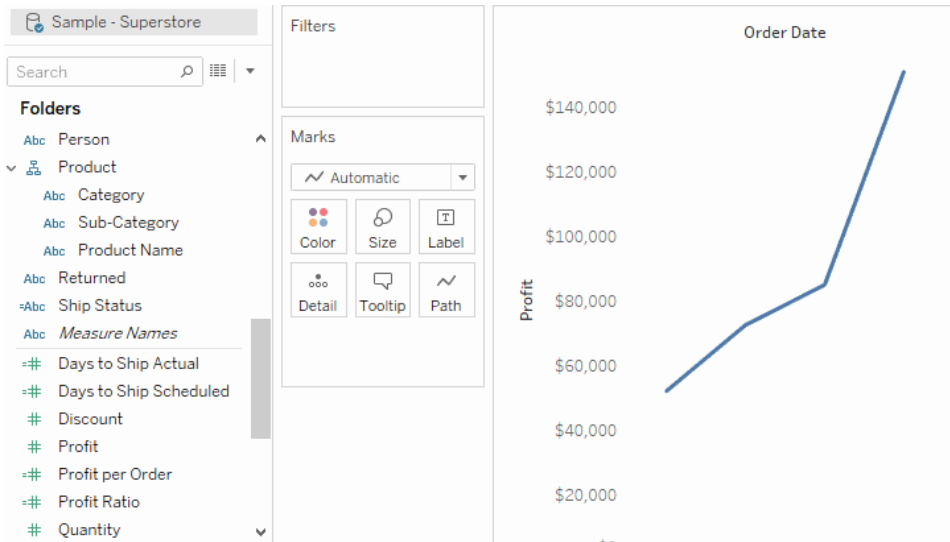 Sample - Superstore
Search
Folders
Abc Person
Product
Abc Category
Abc Sub-Category
Abc Product Name
Abc Returned
=Abc Ship Status
Abc Measure Names
=# Days to Ship Actual
=# Days to Ship Scheduled
# Discount
# Profit
=# Profit per Order
=# Profit Ratio
# Quantity
Filters
Marks
Automatic
Color Size T Label
Detail Tooltip Path
Order Date
Profit
$140,000
$120,000
$100,000
$80,000
$60,000
$40,000
$20,000